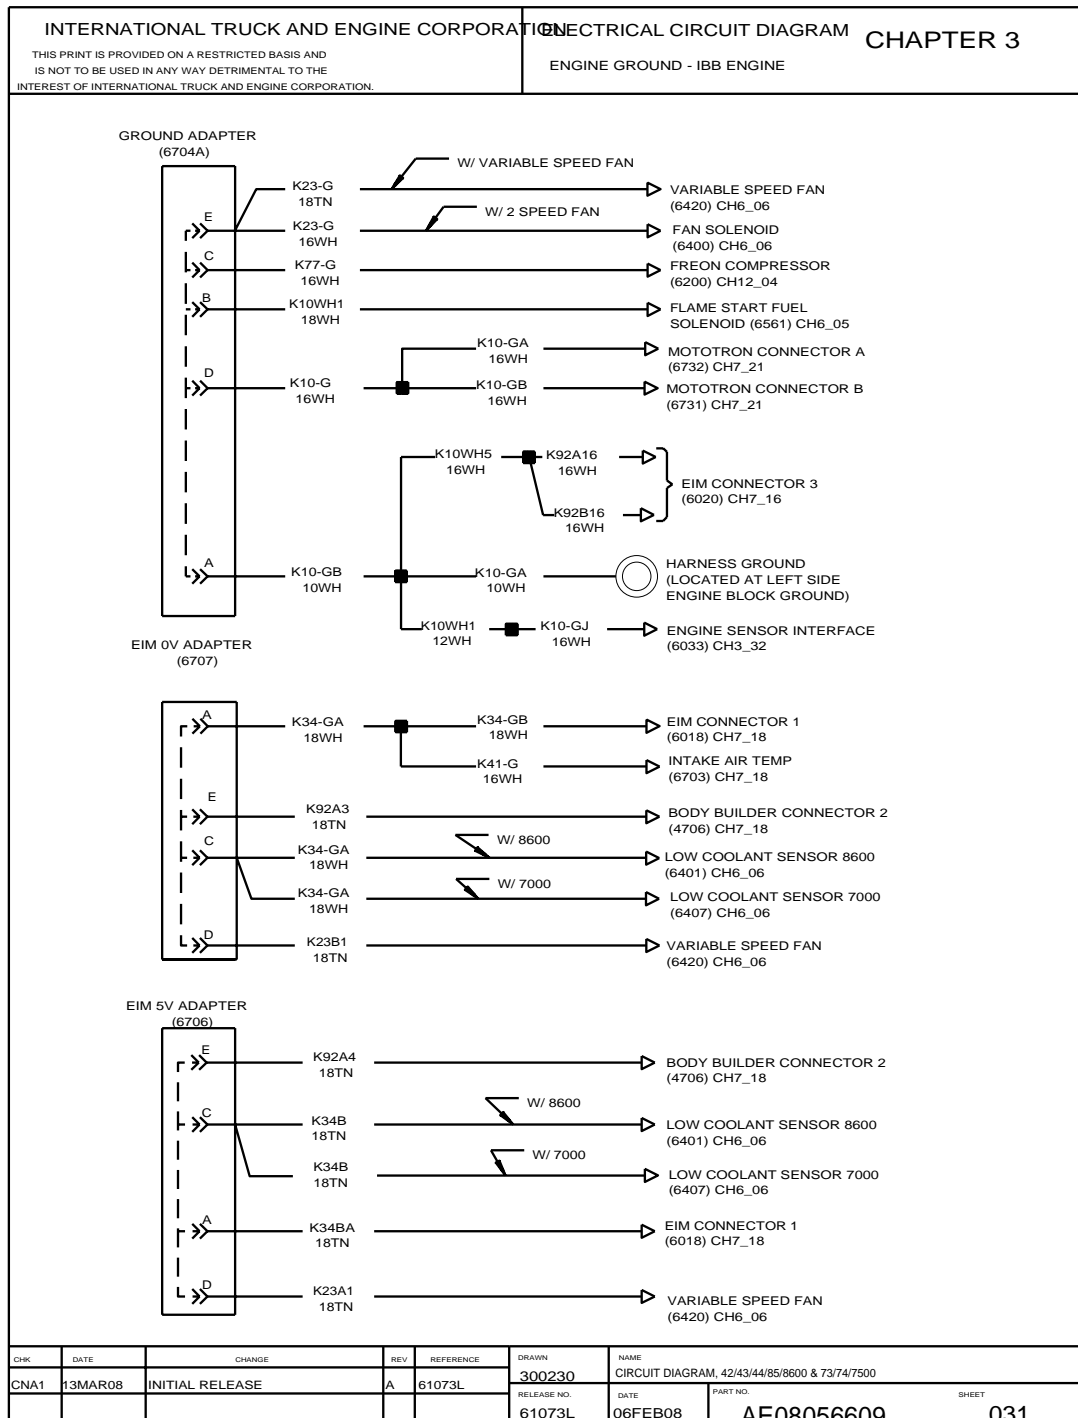 INTERNATIONAL TRUCK AND ENGINE CORPORATION
ELECTRICAL CIRCUIT DIAGRAM
CHAPTER 3
THIS PRINT IS PROVIDED ON A RESTRICTED BASIS AND
IS NOT TO BE USED IN ANY WAY DETRIMENTAL TO THE
INTEREST OF INTERNATIONAL TRUCK AND ENGINE CORPORATION.
ENGINE GROUND - IBB ENGINE
GROUND ADAPTER
(6704A)
W/ VARIABLE SPEED FAN
K23-G
18TN
VARIABLE SPEED FAN
(6420) CH6_06
W/ 2 SPEED FAN
E
K23-G
16WH
FAN SOLENOID
(6400) CH6_06
C
K77-G
16WH
FREON COMPRESSOR
(6200) CH12_04
B
K10WH1
18WH
FLAME START FUEL
SOLENOID (6561) CH6_05
K10-GA
16WH
MOTOTRON CONNECTOR A
(6732) CH7_21
D
K10-G
16WH
K10-GB
16WH
MOTOTRON CONNECTOR B
(6731) CH7_21
K10WH5
16WH
K92A16
16WH
EIM CONNECTOR 3
(6020) CH7_16
K92B16
16WH
A
K10-GB
10WH
K10-GA
10WH
HARNESS GROUND
(LOCATED AT LEFT SIDE
ENGINE BLOCK GROUND)
K10WH1
12WH
K10-GJ
16WH
ENGINE SENSOR INTERFACE
(6033) CH3_32
EIM 0V ADAPTER
(6707)
A
K34-GA
18WH
K34-GB
18WH
EIM CONNECTOR 1
(6018) CH7_18
K41-G
16WH
INTAKE AIR TEMP
(6703) CH7_18
E
K92A3
18TN
BODY BUILDER CONNECTOR 2
(4706) CH7_18
C
K34-GA
18WH
W/ 8600
LOW COOLANT SENSOR 8600
(6401) CH6_06
K34-GA
18WH
W/ 7000
LOW COOLANT SENSOR 7000
(6407) CH6_06
D
K23B1
18TN
VARIABLE SPEED FAN
(6420) CH6_06
EIM 5V ADAPTER
(6706)
E
K92A4
18TN
BODY BUILDER CONNECTOR 2
(4706) CH7_18
W/ 8600
C
K34B
18TN
LOW COOLANT SENSOR 8600
(6401) CH6_06
W/ 7000
K34B
18TN
LOW COOLANT SENSOR 7000
(6407) CH6_06
A
K34BA
18TN
EIM CONNECTOR 1
(6018) CH7_18
D
K23A1
18TN
VARIABLE SPEED FAN
(6420) CH6_06
CHK DATE CHANGE REV REFERENCE
CNA1 13MAR08 INITIAL RELEASE A 61073L
DRAWN
300230
NAME
CIRCUIT DIAGRAM, 42/43/44/85/8600 & 73/74/7500
RELEASE NO.
61073L
DATE
06FEB08
PART NO.
AE08056609
SHEET
031